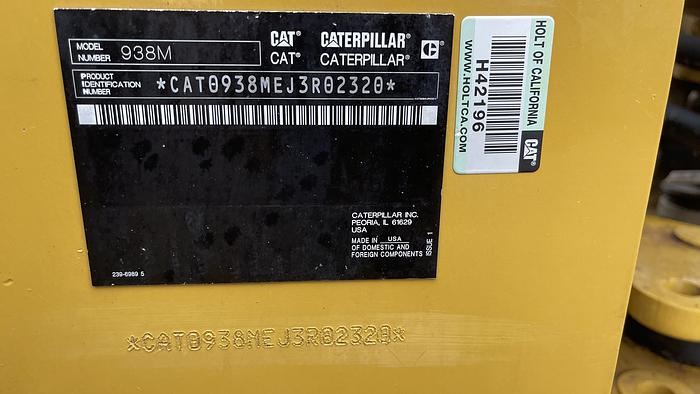 MODEL NUMBER 938M
CAT® CATERPILLAR® C
CAT® CATERPILLAR®
PRODUCT IDENTIFICATION NUMBER *CAT0938MEJ3R02320*
CATERPILLAR INC.
PEORIA, IL 61629
USA
MADE IN USA
OF DOMESTIC AND
FOREIGN COMPONENTS
ISSUE 1
239-6989 5
HOLT OF CALIFORNIA
H42196
WWW.HOLTCA.COM
CAT
*CAT0938MEJ3R02320*